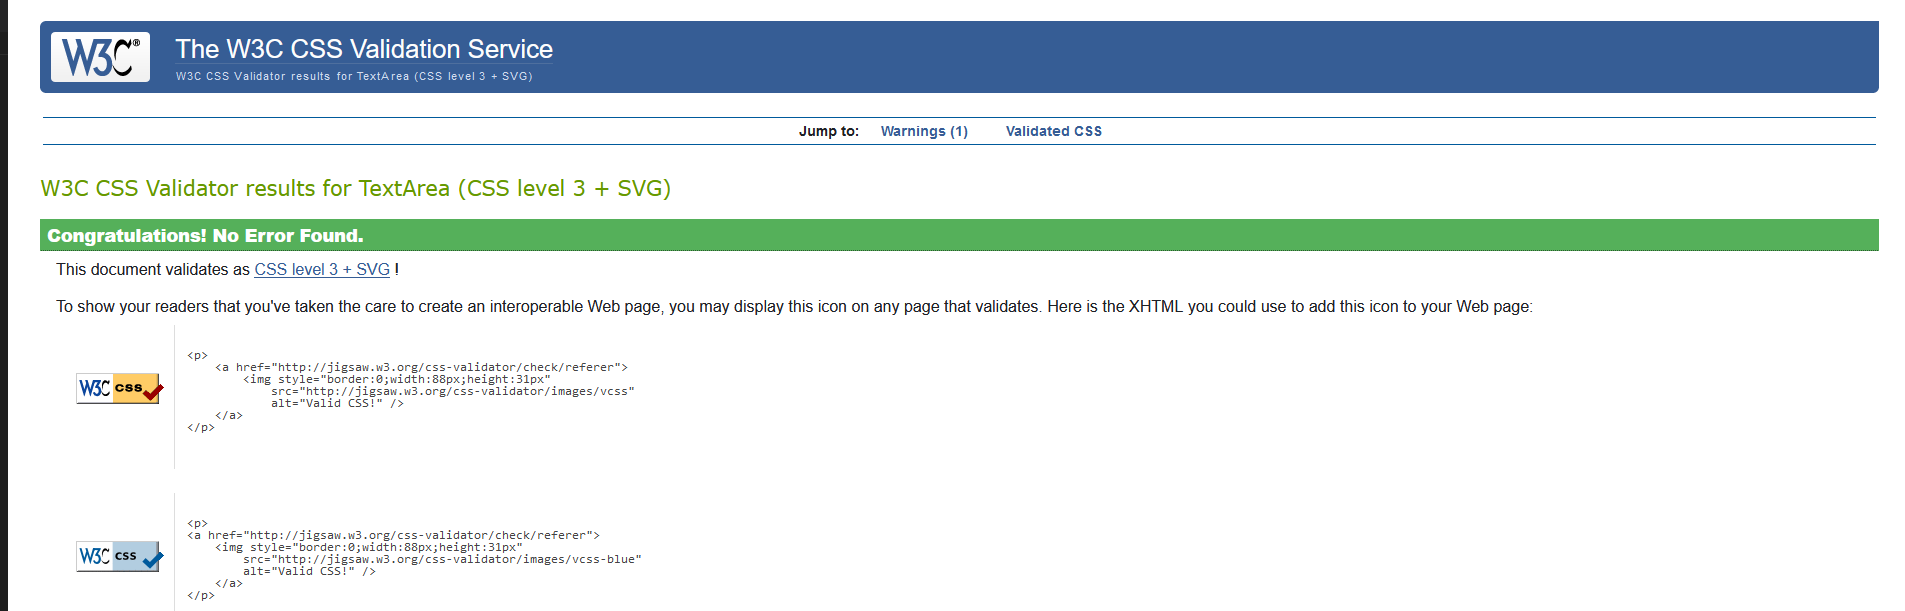 W3C®
The W3C CSS Validation Service
W3C CSS Validator results for TextArea (CSS level 3 + SVG)
Jump to: Warnings (1) Validated CSS
W3C CSS Validator results for TextArea (CSS level 3 + SVG)
Congratulations! No Error Found.
This document validates as CSS level 3 + SVG !
To show your readers that you've taken the care to create an interoperable Web page, you may display this icon on any page that validates. Here is the XHTML you could use to add this icon to your Web page:
W3C css
<p>
    <a href="http://jigsaw.w3.org/css-validator/check/referer">
        <img style="border:0;width:88px;height:31px"
            src="http://jigsaw.w3.org/css-validator/images/vcss"
            alt="Valid CSS!" />
    </a>
</p>
W3C css
<p>
<a href="http://jigsaw.w3.org/css-validator/check/referer">
    <img style="border:0;width:88px;height:31px"
        src="http://jigsaw.w3.org/css-validator/images/vcss-blue"
        alt="Valid CSS!" />
    </a>
</p>